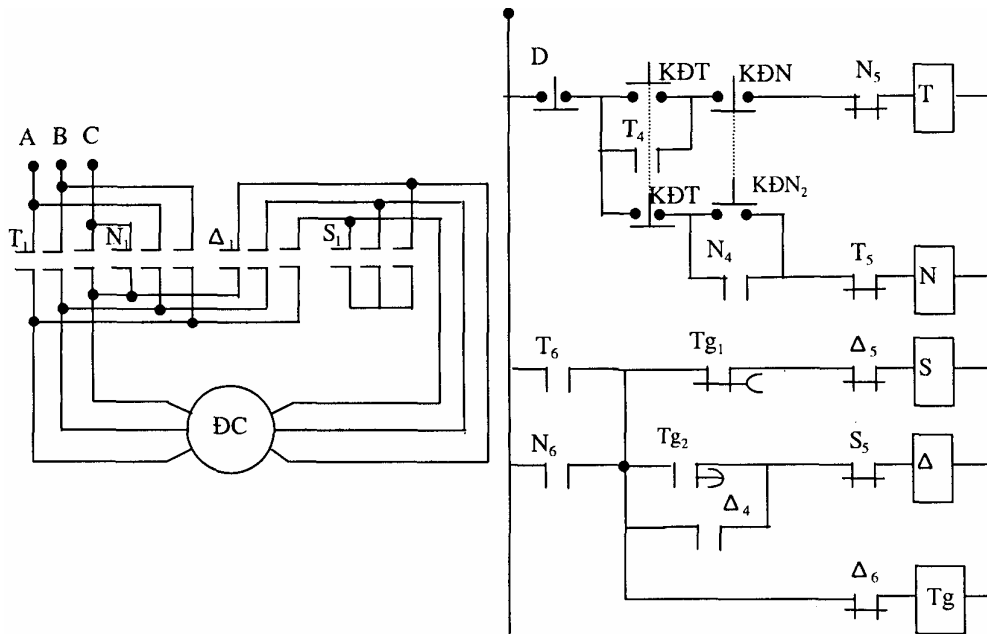 A B C
T₁ N₁ Δ₁ S₁
ĐC
D KĐT KĐN N₅ T
T₄
KĐT KĐN₂
N₄ T₅ N
T₆ Tg₁ Δ₅ S
N₆ Tg₂ S₅ Δ
Δ₄
Δ₆ Tg